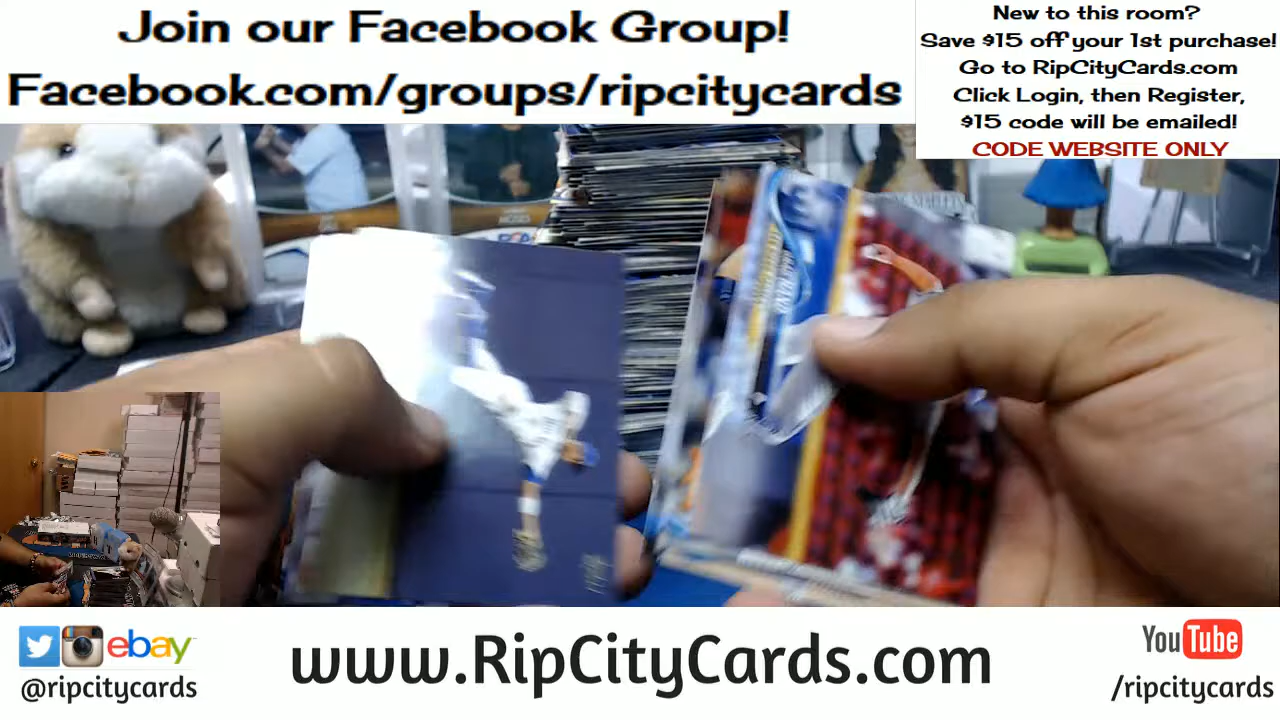 Join our Facebook Group!
Facebook.com/groups/ripcitycards
New to this room?
Save $15 off your 1st purchase!
Go to RipCityCards.com
Click Login, then Register,
$15 code will be emailed!
CODE WEBSITE ONLY
ebay
@ripcitycards
www.RipCityCards.com
YouTube
/ripcitycards